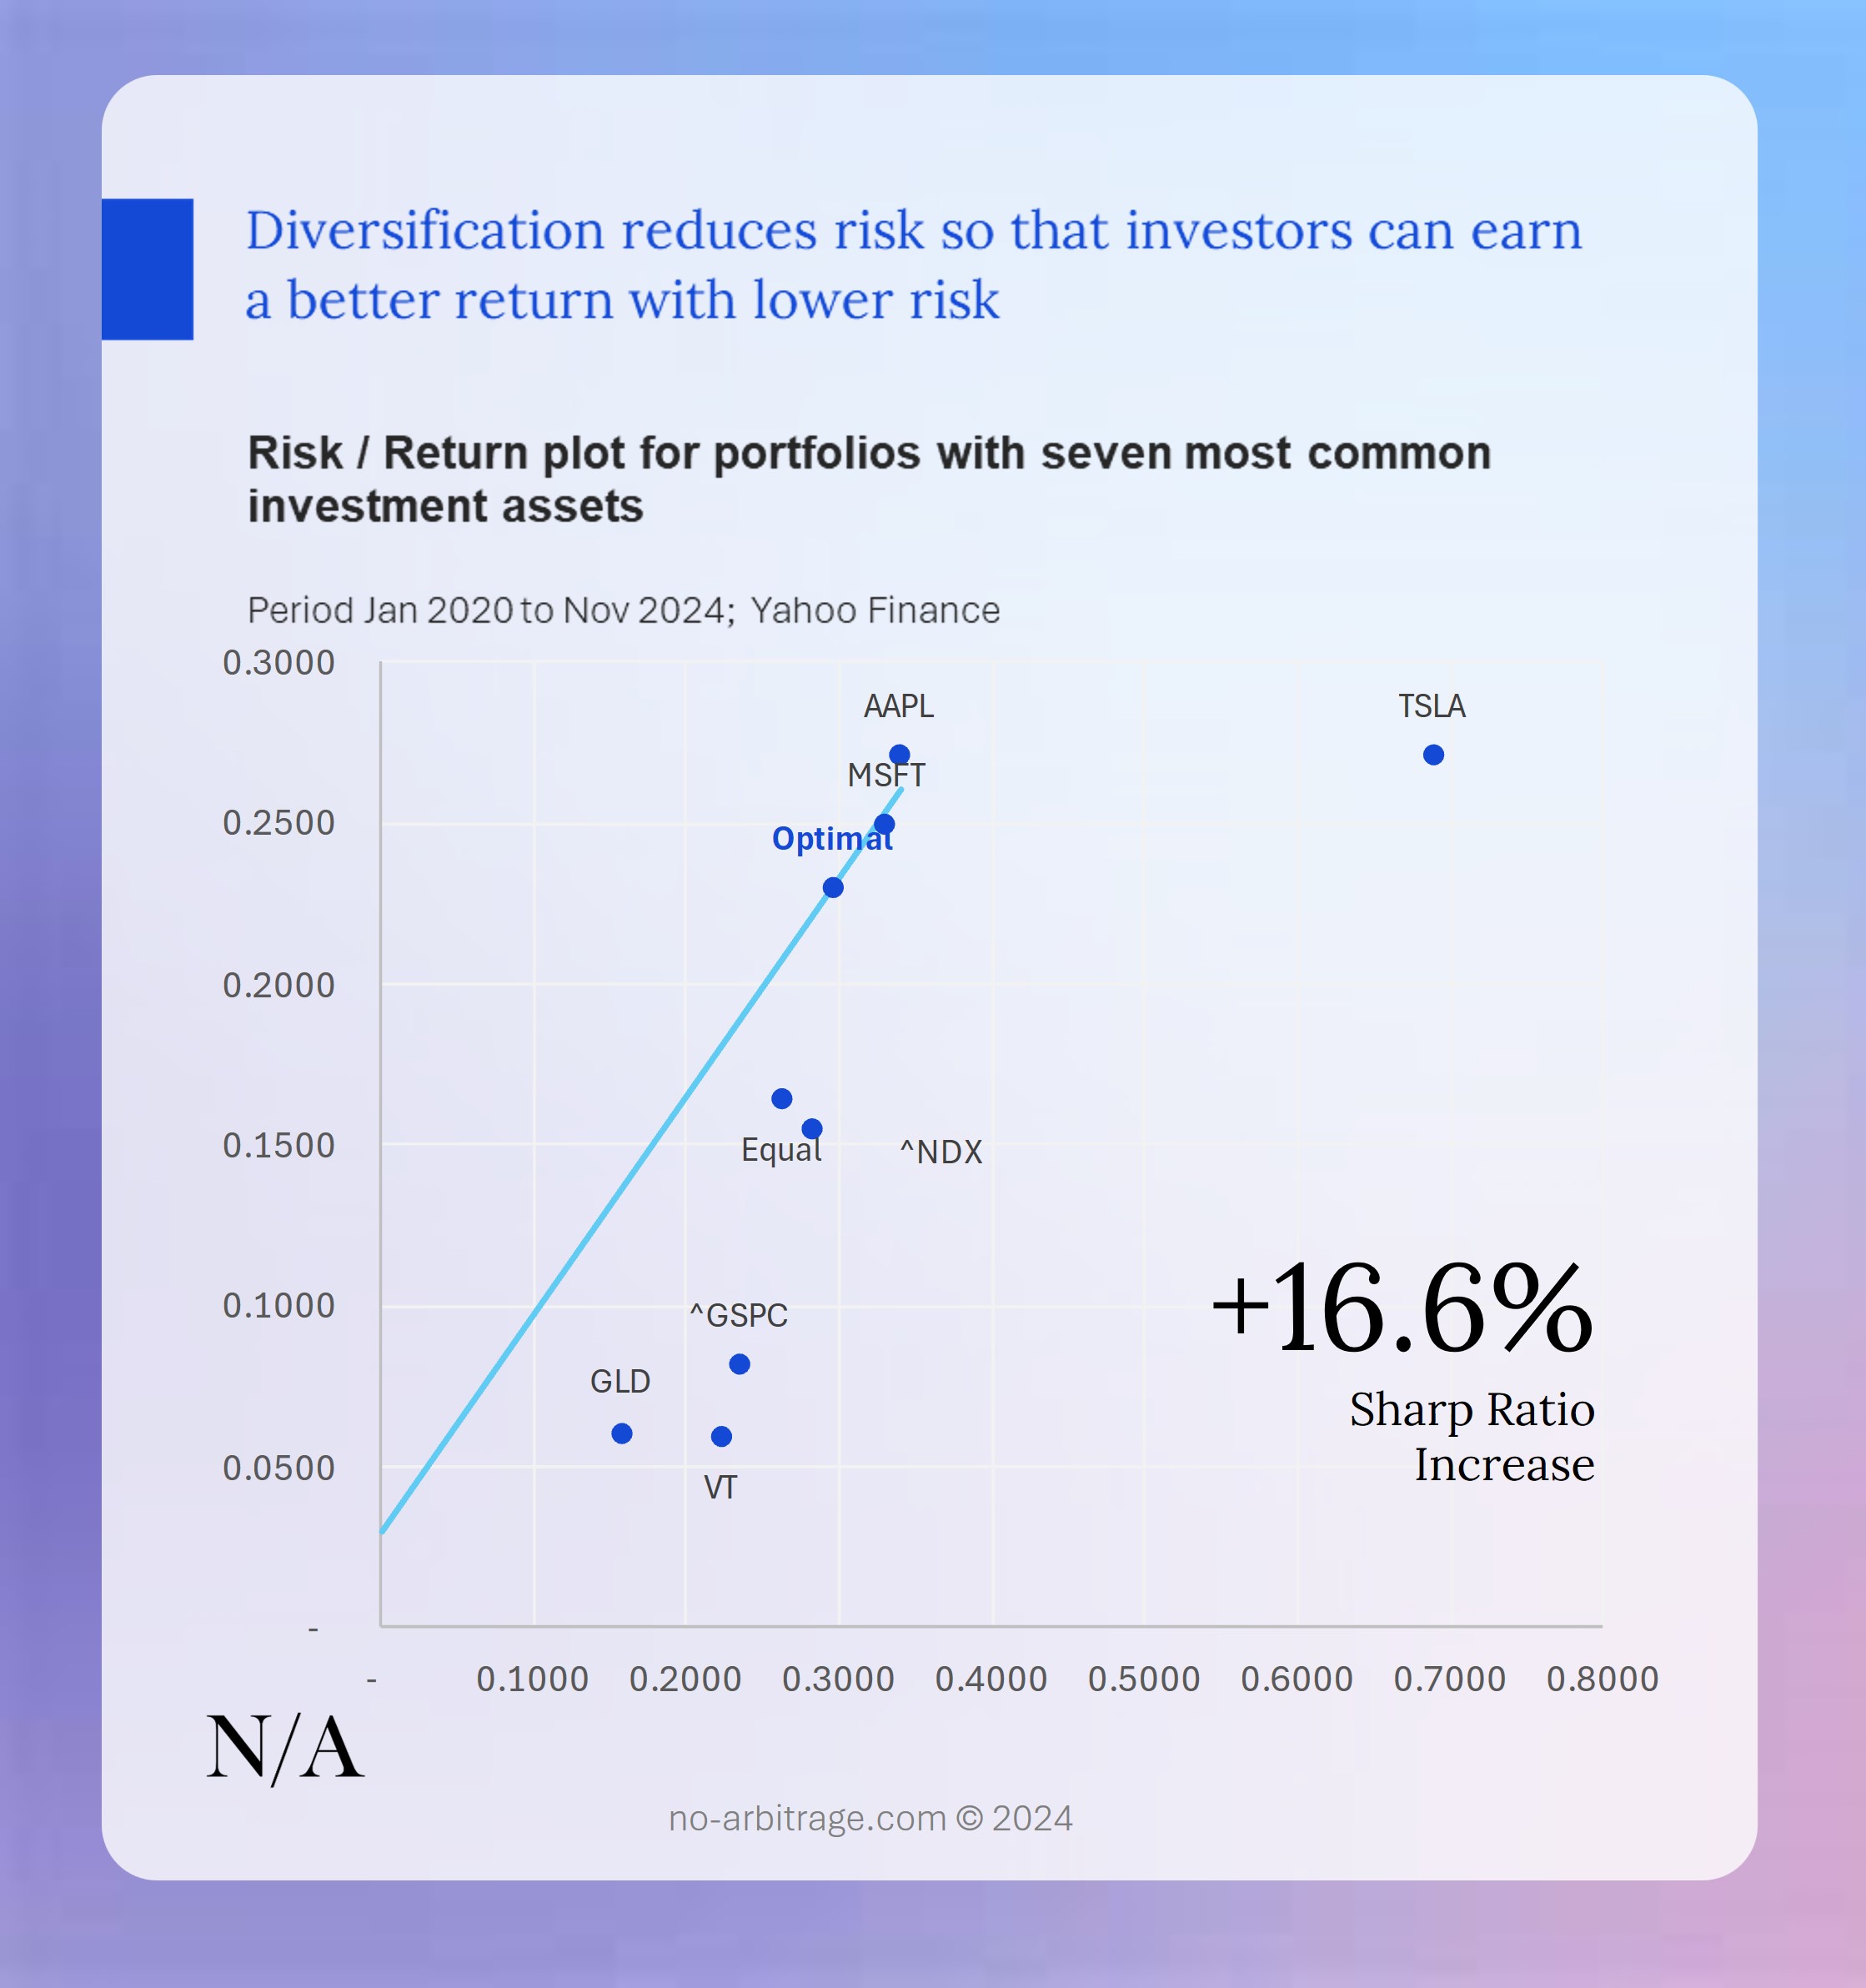 Diversification reduces risk so that investors can earn
a better return with lower risk
Risk / Return plot for portfolios with seven most common
investment assets
Period Jan 2020 to Nov 2024; Yahoo Finance
0.3000
AAPL
TSLA
MSFT
0.2500
Optimal
0.2000
0.1500
Equal
^NDX
0.1000
^GSPC
+16.6%
GLD
Sharp Ratio
Increase
0.0500
VT
-
- 0.1000 0.2000 0.3000 0.4000 0.5000 0.6000 0.7000 0.8000
N/A
no-arbitrage.com © 2024